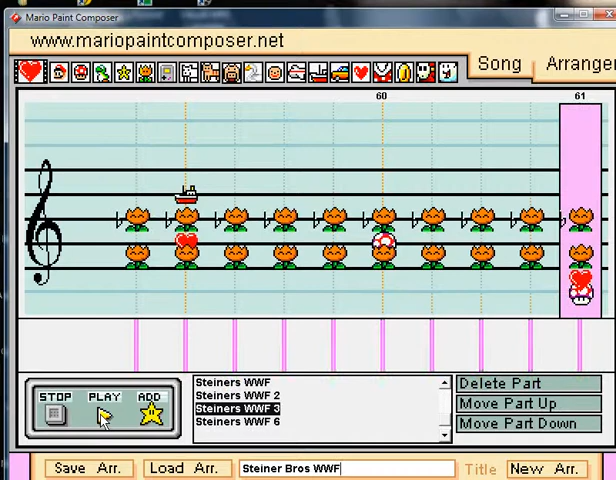 Mario Paint Composer
www.mariopaintcomposer.net
Song
Arranger
60
61
STOP PLAY ADD
Steiners WWF
Steiners WWF 2
Steiners WWF 3
Steiners WWF 6
Delete Part
Move Part Up
Move Part Down
Save Arr.
Load Arr.
Steiner Bros WWF
Title
New Arr.